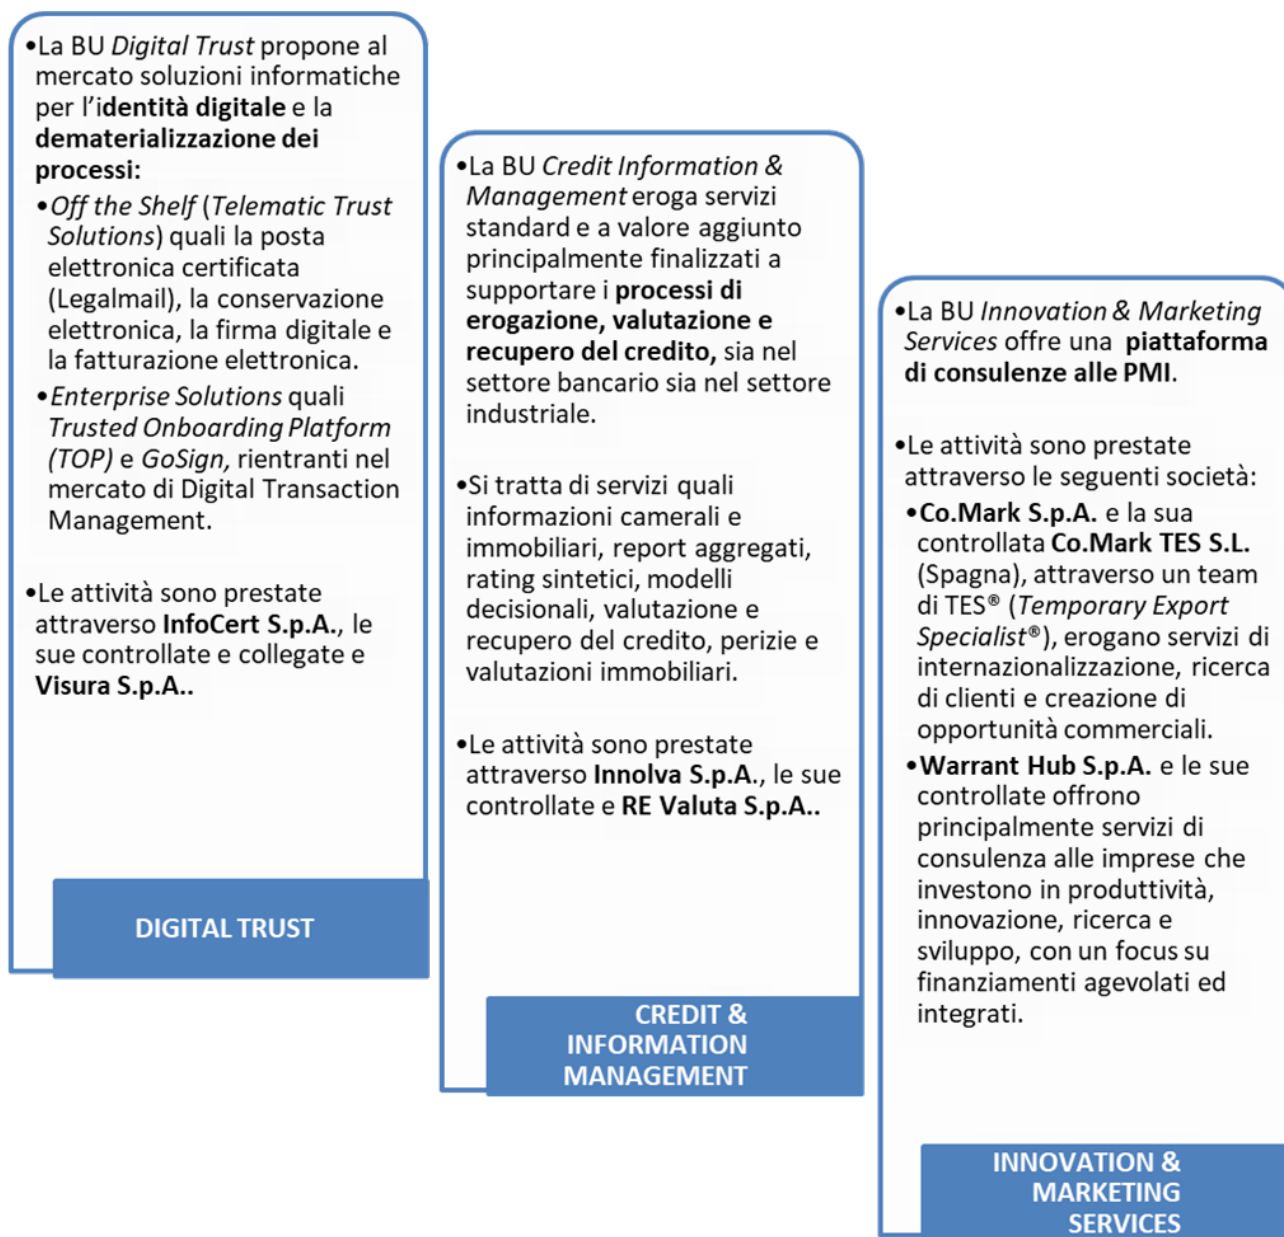 •La BU Digital Trust propone al
mercato soluzioni informatiche
per l'identità digitale e la
dematerializzazione dei
processi:
•Off the Shelf (Telematic Trust
Solutions) quali la posta
elettronica certificata
(Legalmail), la conservazione
elettronica, la firma digitale e
la fatturazione elettronica.
•Enterprise Solutions quali
Trusted Onboarding Platform
(TOP) e GoSign, rientranti nel
mercato di Digital Transaction
Management.
•Le attività sono prestate
attraverso InfoCert S.p.A., le
sue controllate e collegate e
Visura S.p.A..
DIGITAL TRUST
•La BU Credit Information &
Management eroga servizi
standard e a valore aggiunto
principalmente finalizzati a
supportare i processi di
erogazione, valutazione e
recupero del credito, sia nel
settore bancario sia nel settore
industriale.
•Si tratta di servizi quali
informazioni camerali e
immobiliari, report aggregati,
rating sintetici, modelli
decisionali, valutazione e
recupero del credito, perizie e
valutazioni immobiliari.
•Le attività sono prestate
attraverso Innolva S.p.A., le sue
controllate e RE Valuta S.p.A..
CREDIT &
INFORMATION
MANAGEMENT
•La BU Innovation & Marketing
Services offre una piattaforma
di consulenze alle PMI.
•Le attività sono prestate
attraverso le seguenti società:
•Co.Mark S.p.A. e la sua
controllata Co.Mark TES S.L.
(Spagna), attraverso un team
di TES® (Temporary Export
Specialist®), erogano servizi di
internazionalizzazione, ricerca
di clienti e creazione di
opportunità commerciali.
•Warrant Hub S.p.A. e le sue
controllate offrono
principalmente servizi di
consulenza alle imprese che
investono in produttività,
innovazione, ricerca e
sviluppo, con un focus su
finanziamenti agevolati ed
integrati.
INNOVATION &
MARKETING
SERVICES